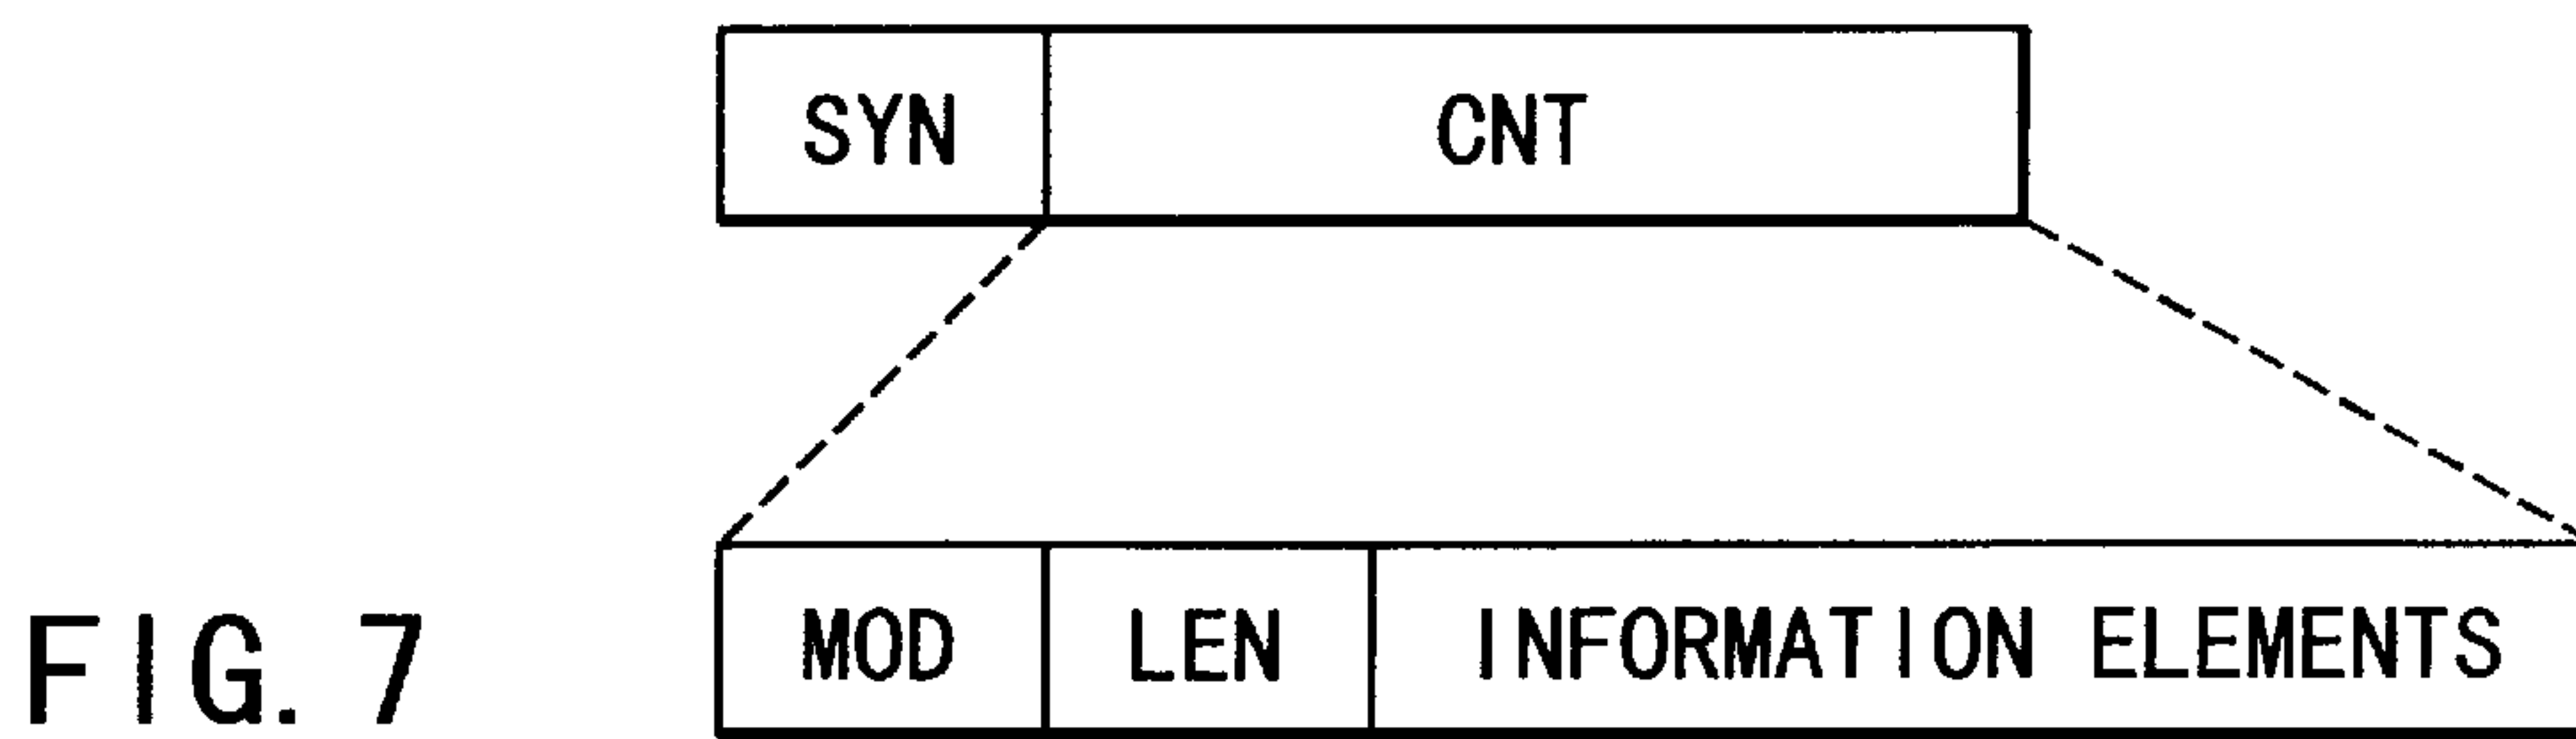 SYN CNT
MOD LEN INFORMATION ELEMENTS
FIG. 7